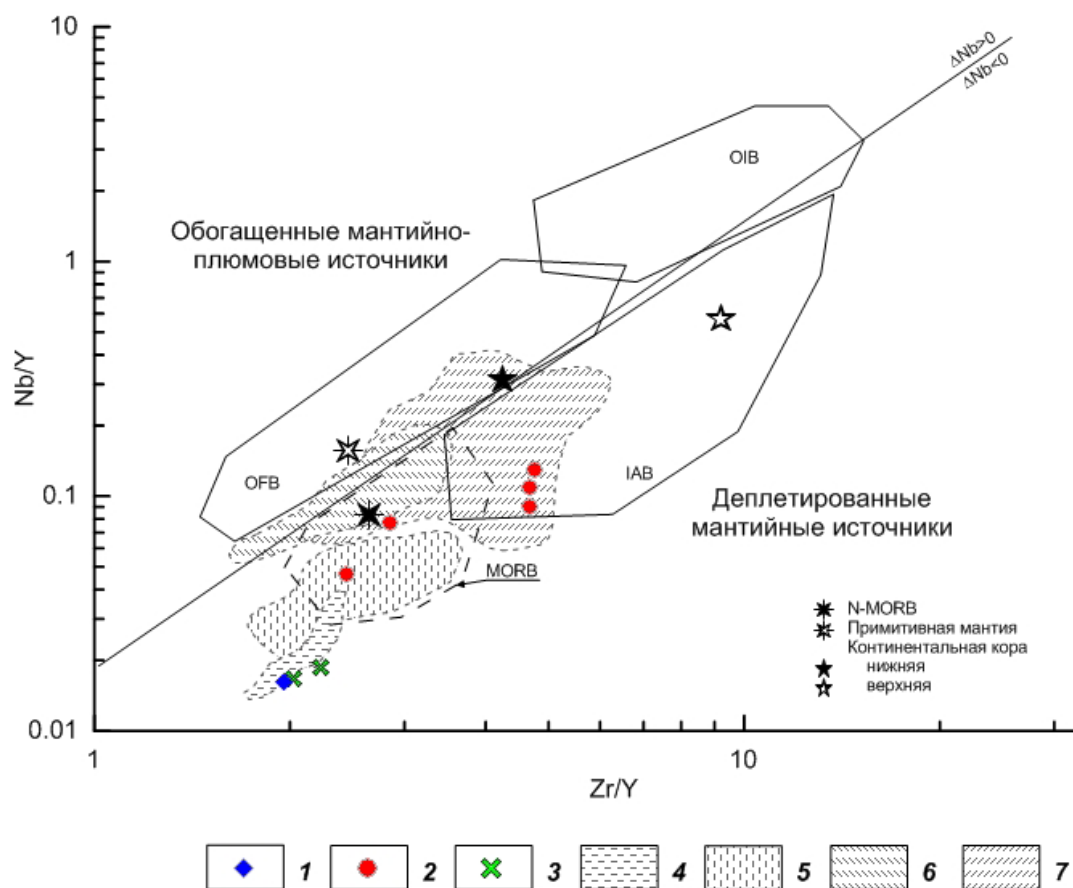 10
ΔNb>0
ΔNb<0
OIB
Обогащенные мантийно-
плюмовые источники
1
Nb/Y
OFB
IAB
0.1
Деплетированные
мантийные источники
MORB
N-MORB
Примитивная мантия
Континентальная кора
нижняя
верхняя
0.01
1
10
Zr/Y
1 2 3 4 5 6 7